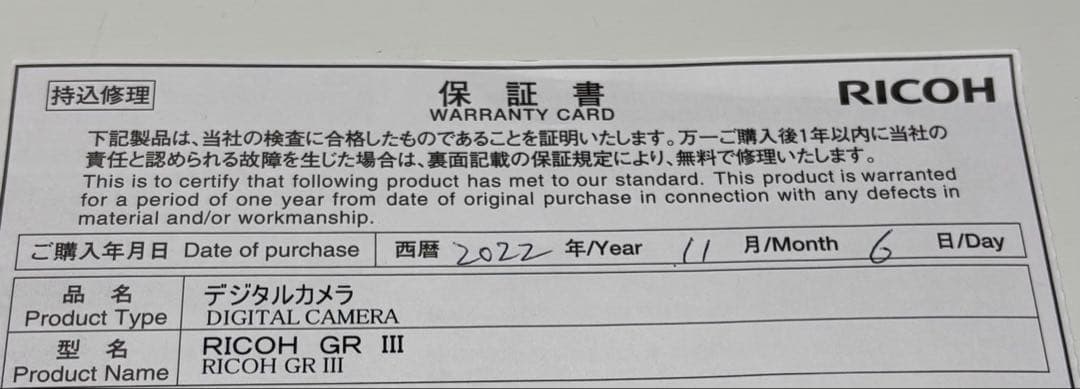 持込修理
保証書
RICOH
WARRANTY CARD
下記製品は、当社の検査に合格したものであることを証明いたします。万一ご購入後1年以内に当社の
責任と認められる故障を生じた場合は、裏面記載の保証規定により、無料で修理いたします。
This is to certify that following product has met to our standard. This product is warranted
for a period of one year from date of original purchase in connection with any defects in
material and/or workmanship.
ご購入年月日 Date of purchase 西暦 2022 年/Year 11 月/Month 6 日/Day
品名 デジタルカメラ
Product Type DIGITAL CAMERA
型名 RICOH GR III
Product Name RICOH GR III